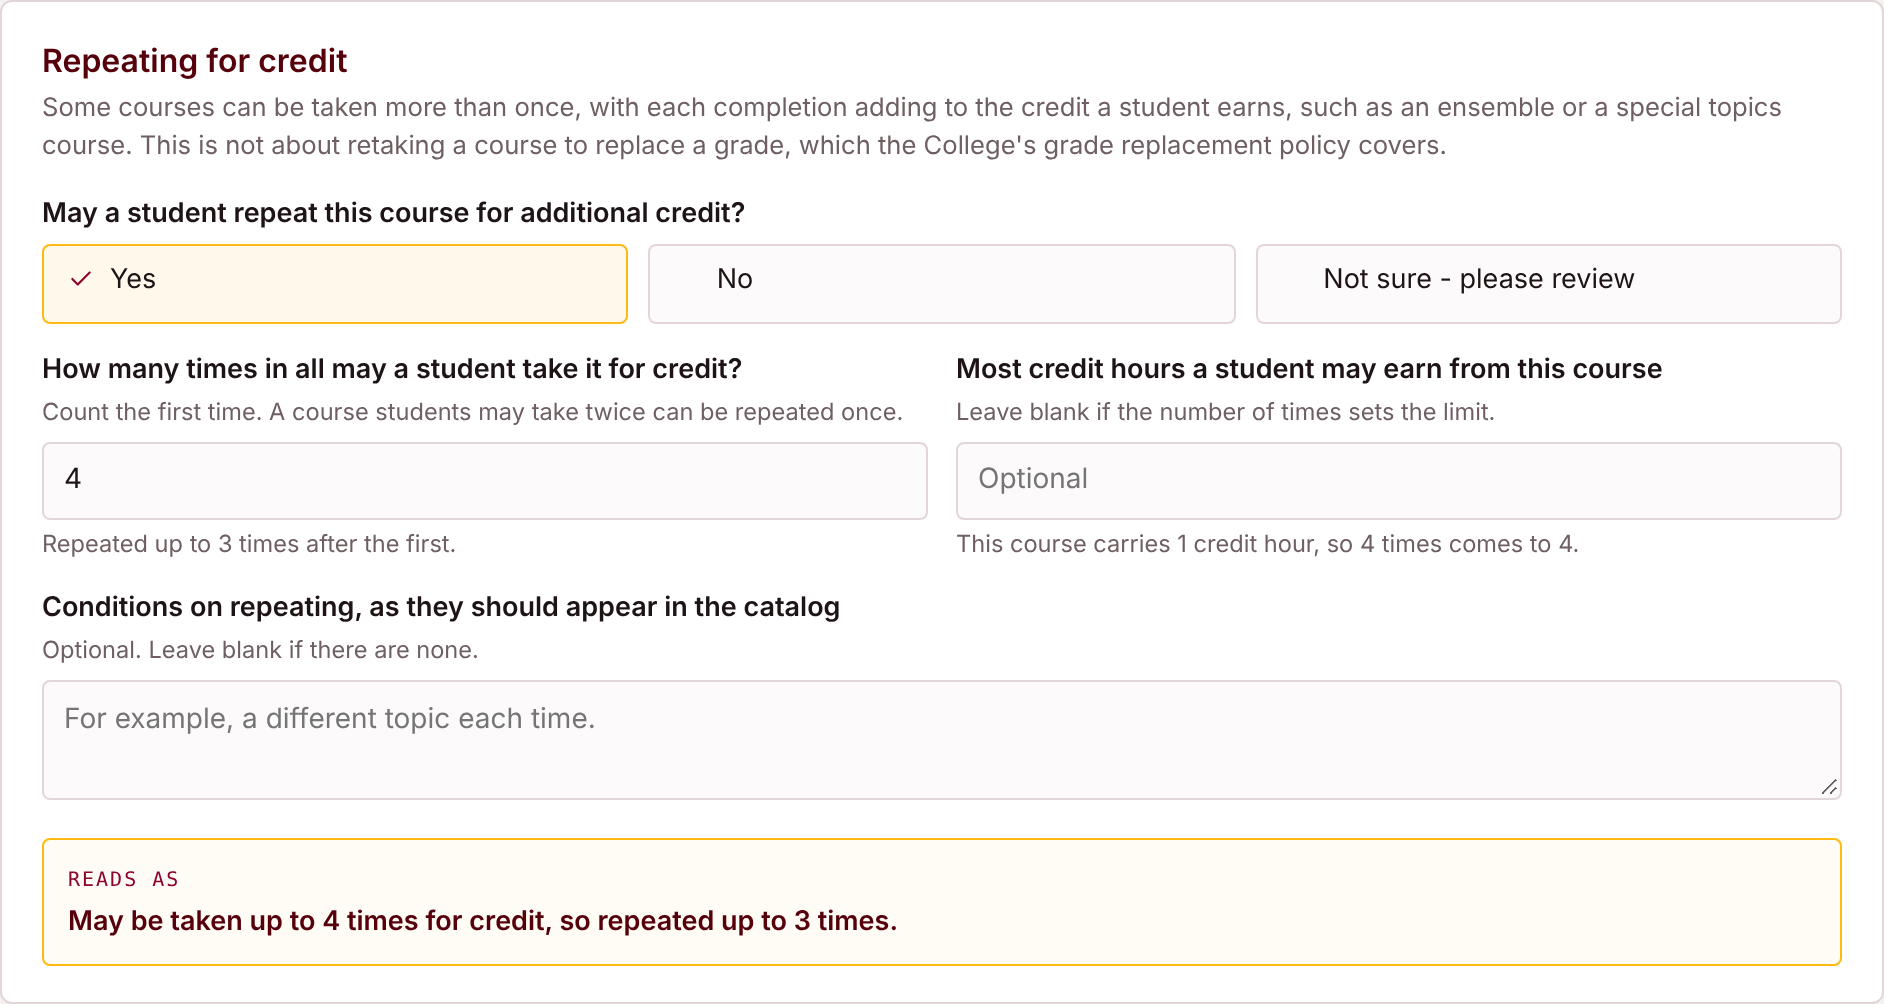 Repeating for credit
Some courses can be taken more than once, with each completion adding to the credit a student earns, such as an ensemble or a special topics
course. This is not about retaking a course to replace a grade, which the College's grade replacement policy covers.
May a student repeat this course for additional credit?
Yes
No
Not sure - please review
How many times in all may a student take it for credit?
Count the first time. A course students may take twice can be repeated once.
4
Repeated up to 3 times after the first.
Most credit hours a student may earn from this course
Leave blank if the number of times sets the limit.
Optional
This course carries 1 credit hour, so 4 times comes to 4.
Conditions on repeating, as they should appear in the catalog
Optional. Leave blank if there are none.
For example, a different topic each time.
READS AS
May be taken up to 4 times for credit, so repeated up to 3 times.